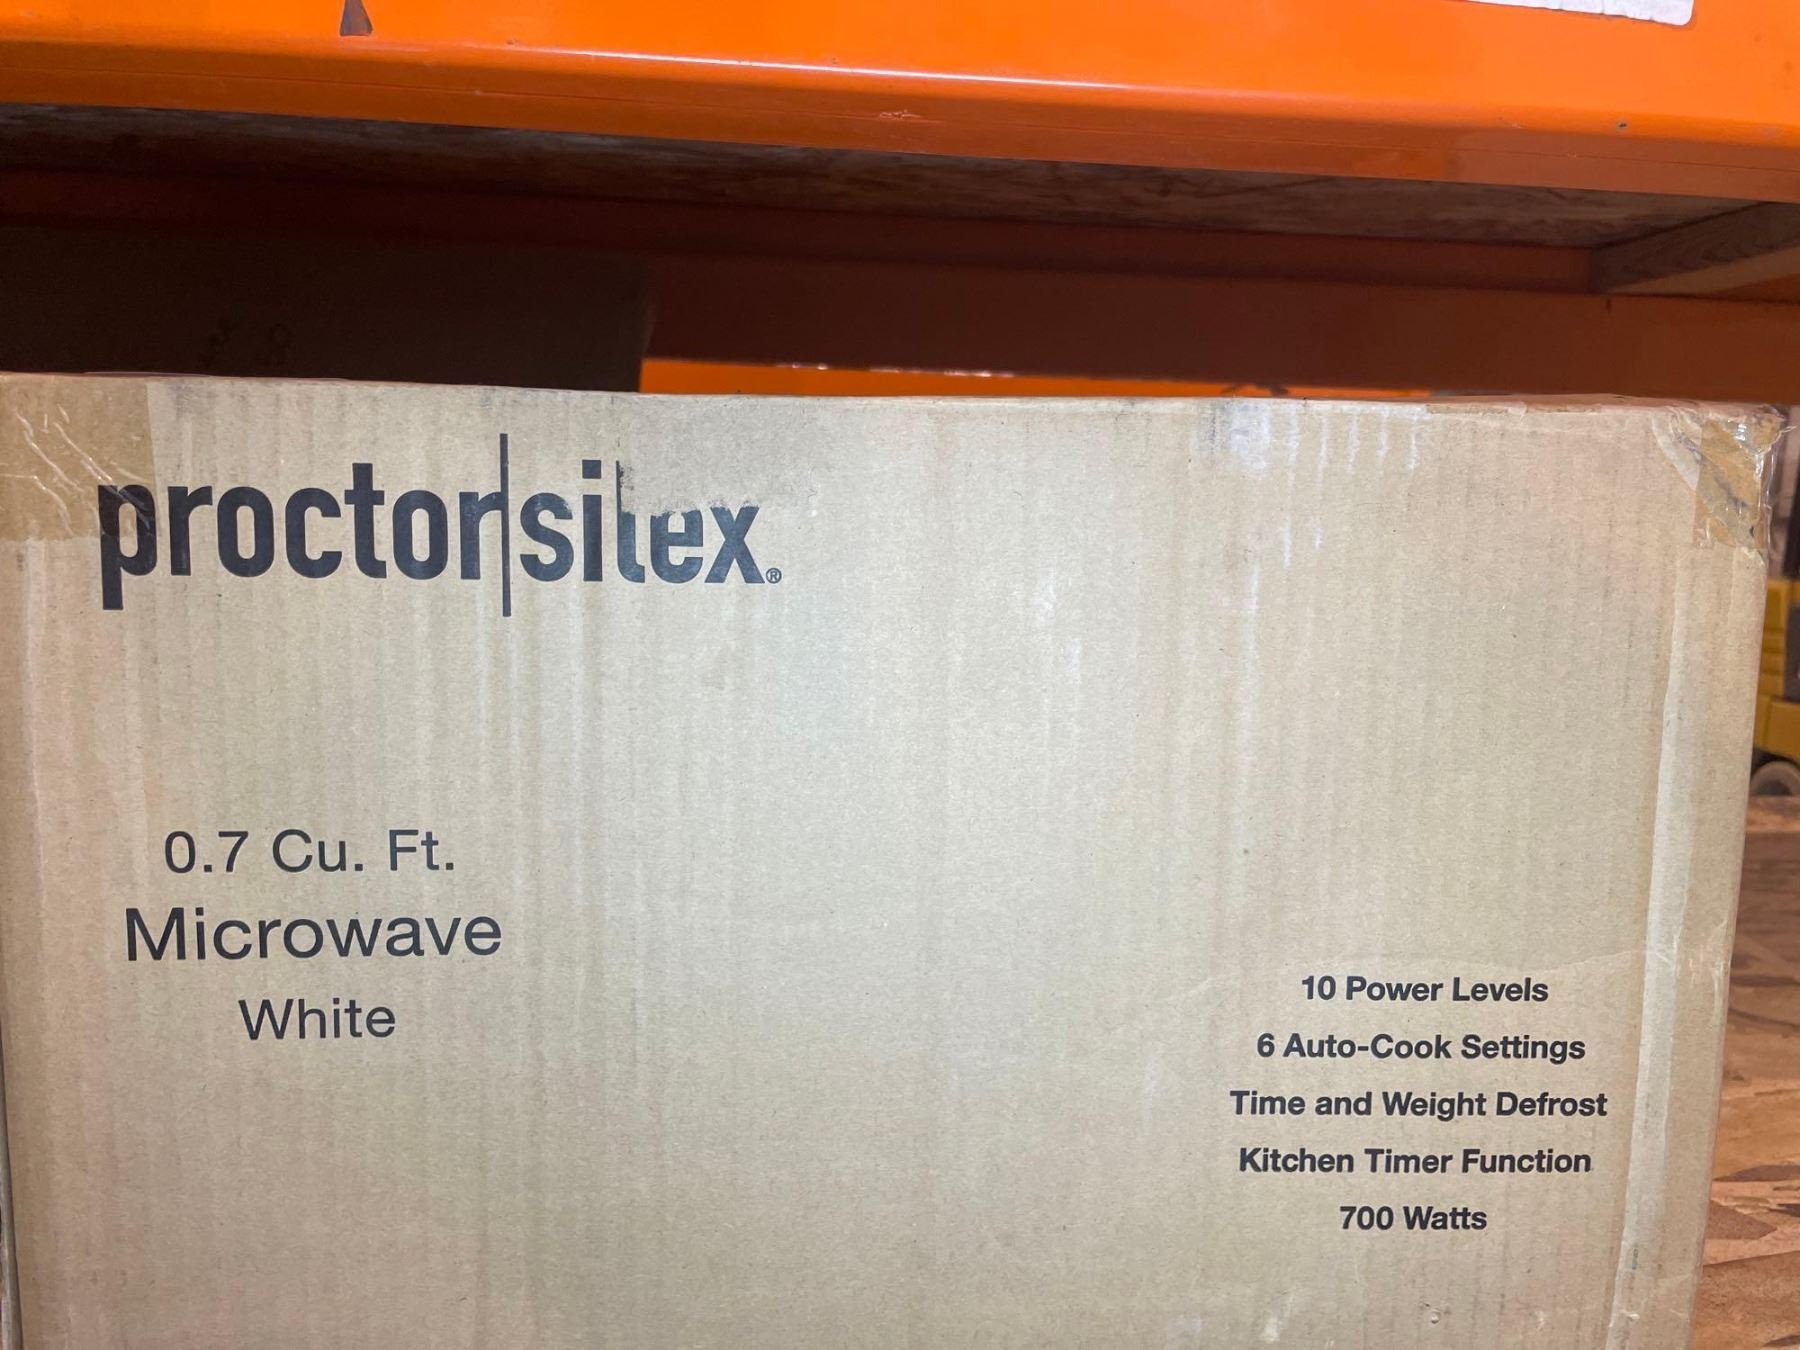 proctor|silex®
0.7 Cu. Ft.
Microwave
White
10 Power Levels
6 Auto-Cook Settings
Time and Weight Defrost
Kitchen Timer Function
700 Watts